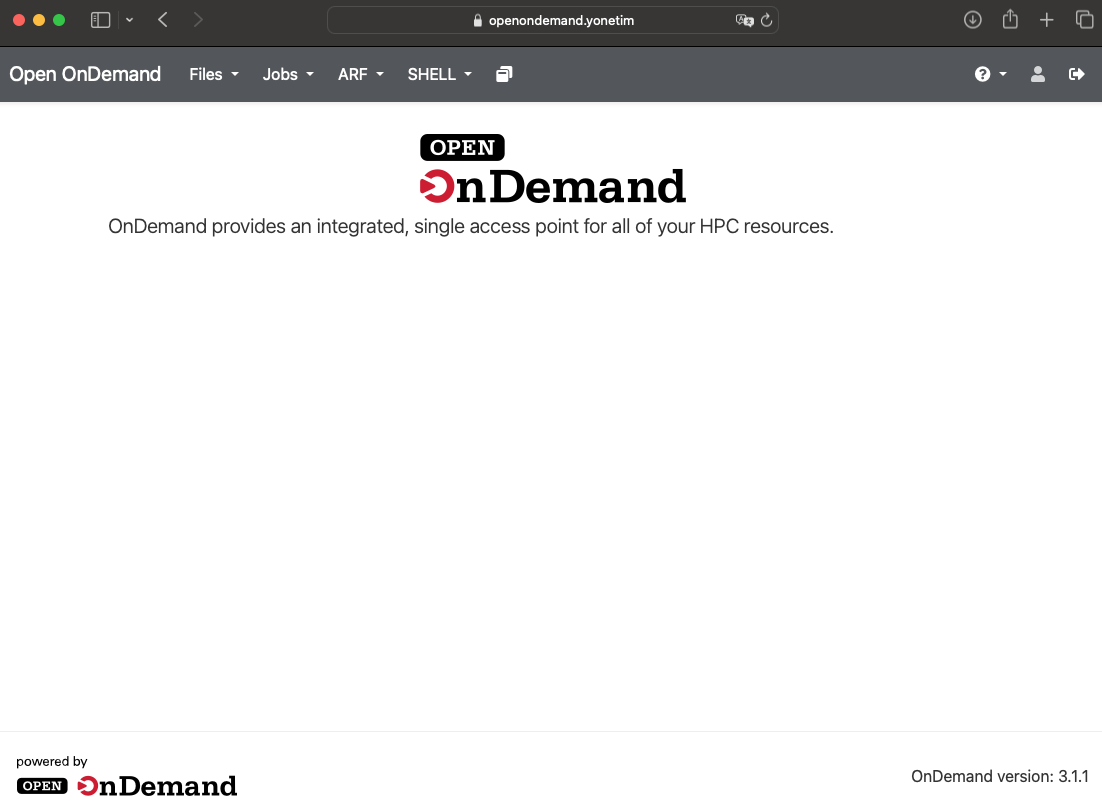 openondemand.yonetim
Open OnDemand Files Jobs ARF SHELL
OPEN
OnDemand
OnDemand provides an integrated, single access point for all of your HPC resources.
powered by
OPEN OnDemand
OnDemand version: 3.1.1